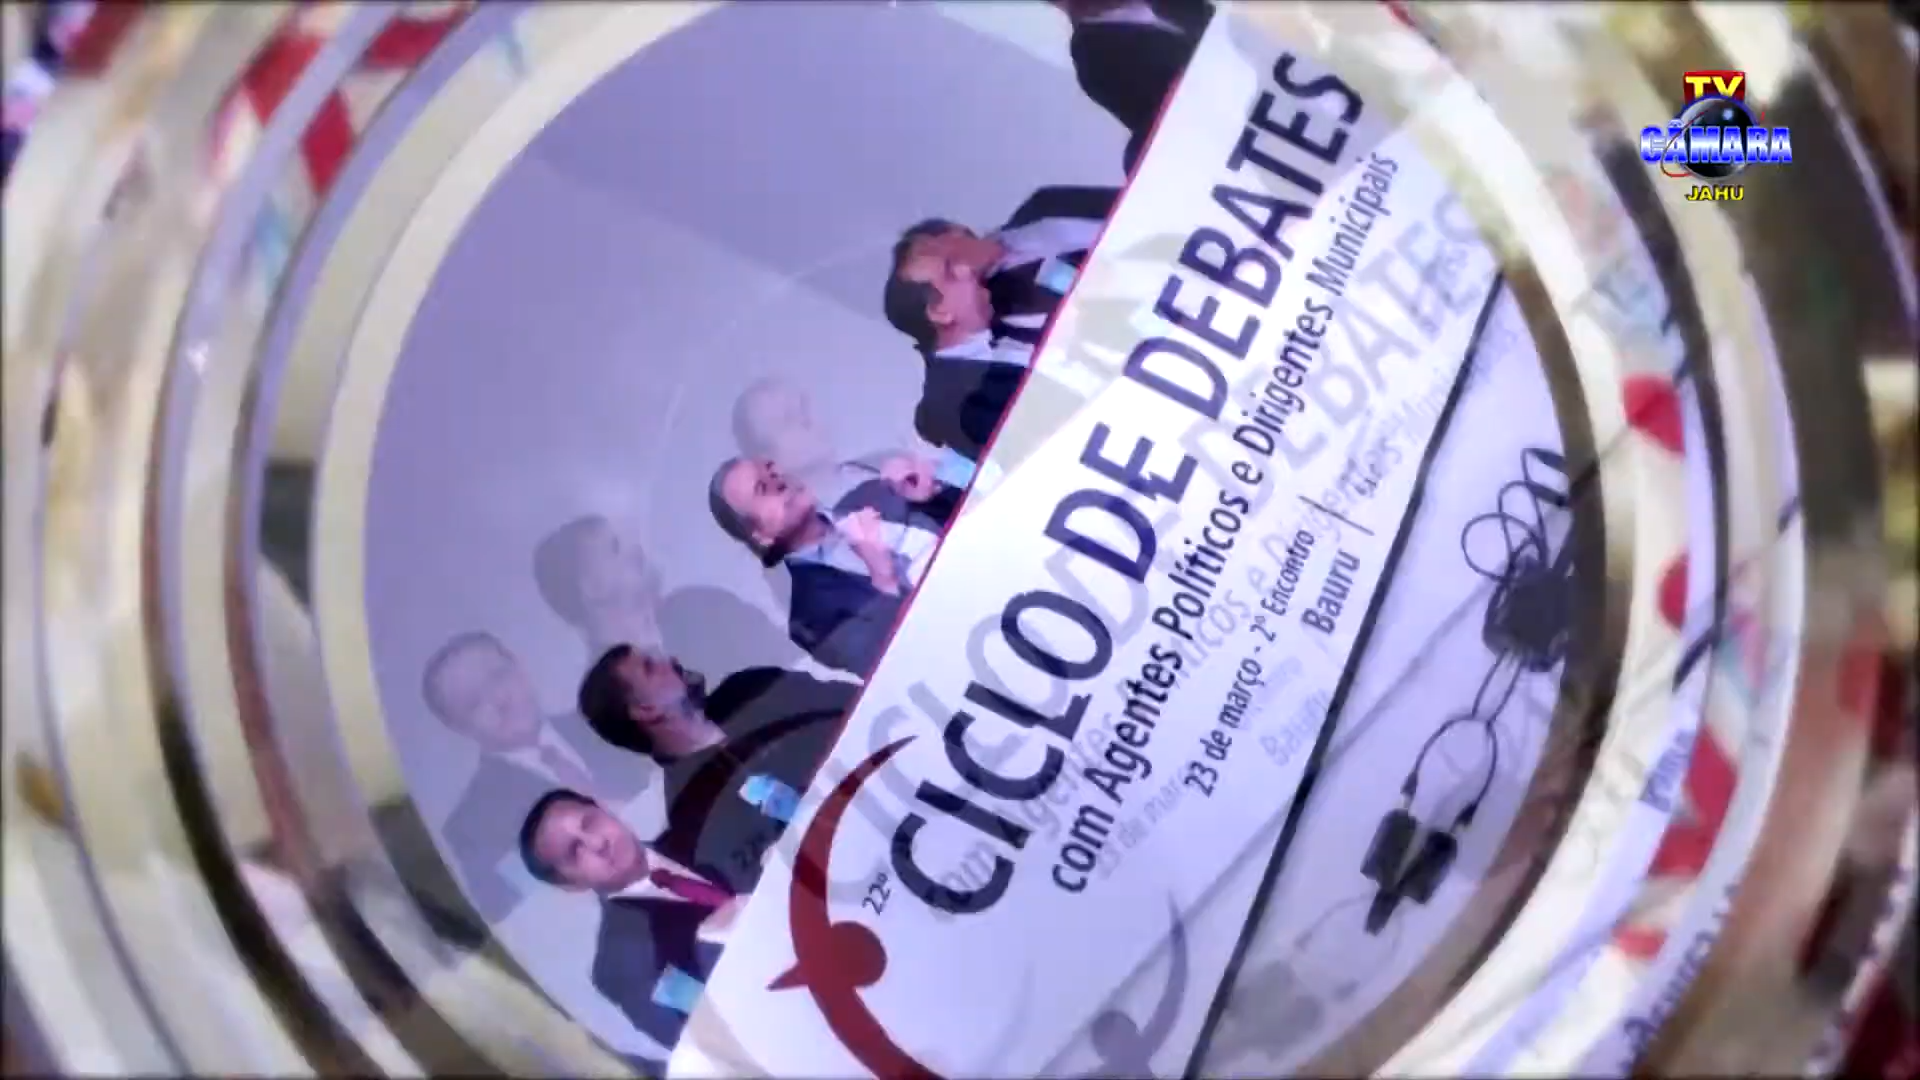 TV
CÂMARA
JAHU
22º
CICLO DE DEBATES
com Agentes Políticos e Dirigentes Municipais
23 de março - 2º Encontro
Bauru